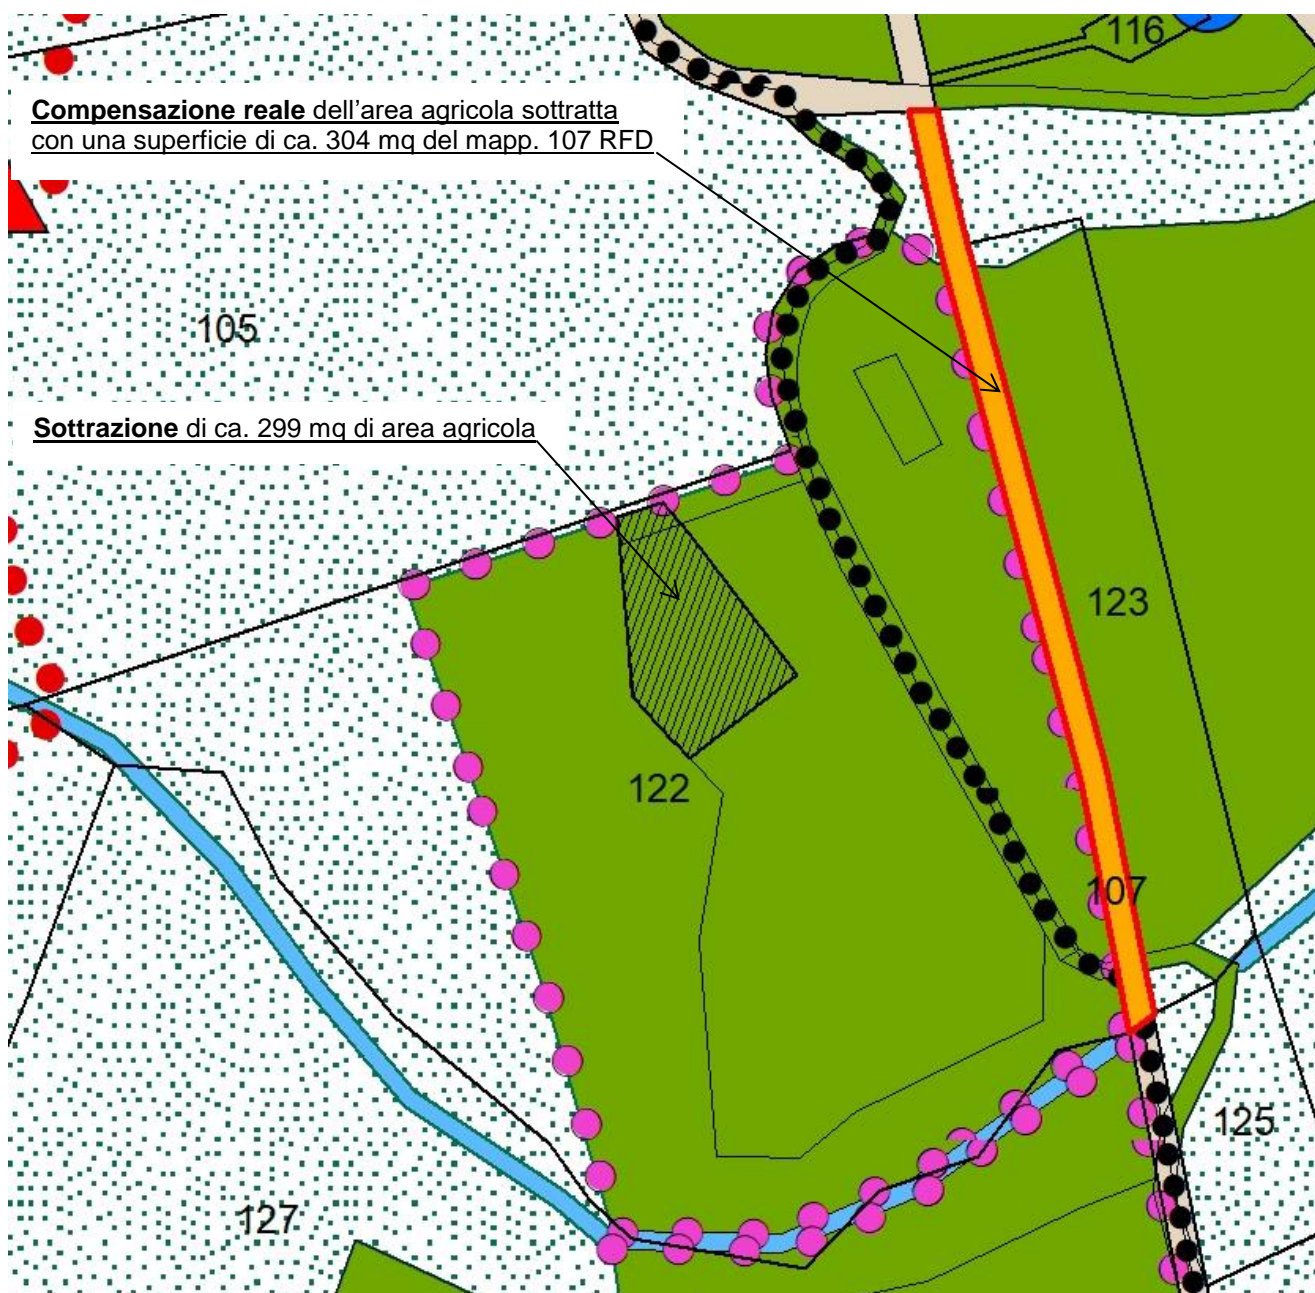 116
Compensazione reale dell'area agricola sottratta
con una superficie di ca. 304 mq del mapp. 107 RFD
105
Sottrazione di ca. 299 mq di area agricola
123
122
107
125
127